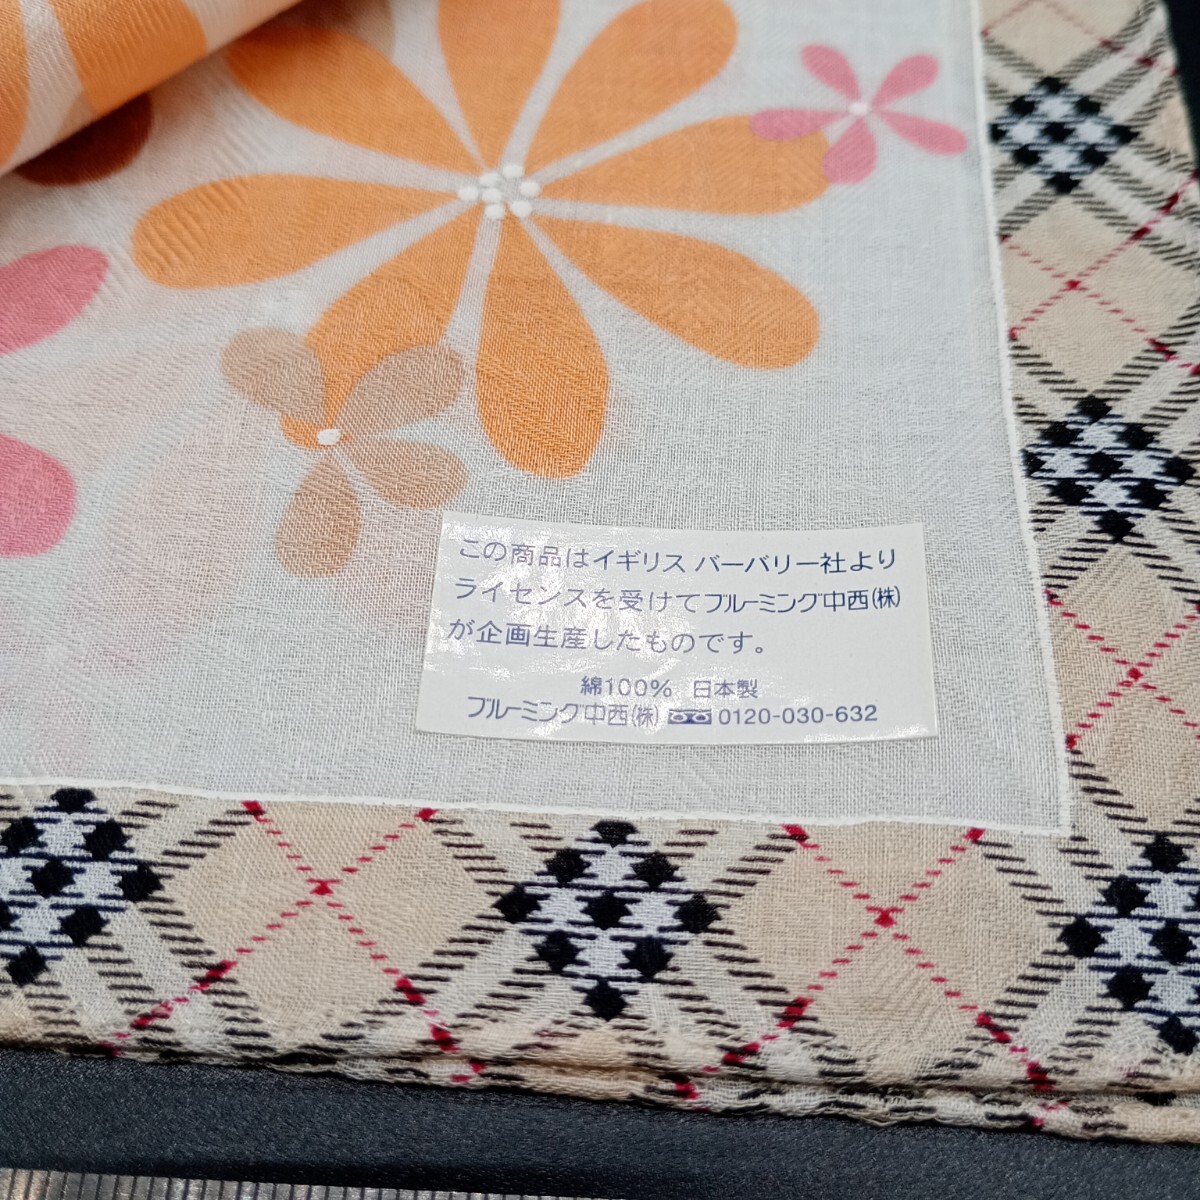 この商品はイギリス バーバリー社より
ライセンスを受けてブルーミング中西(株)
が企画生産したものです。
綿100% 日本製
ブルーミング中西(株) 0120-030-632